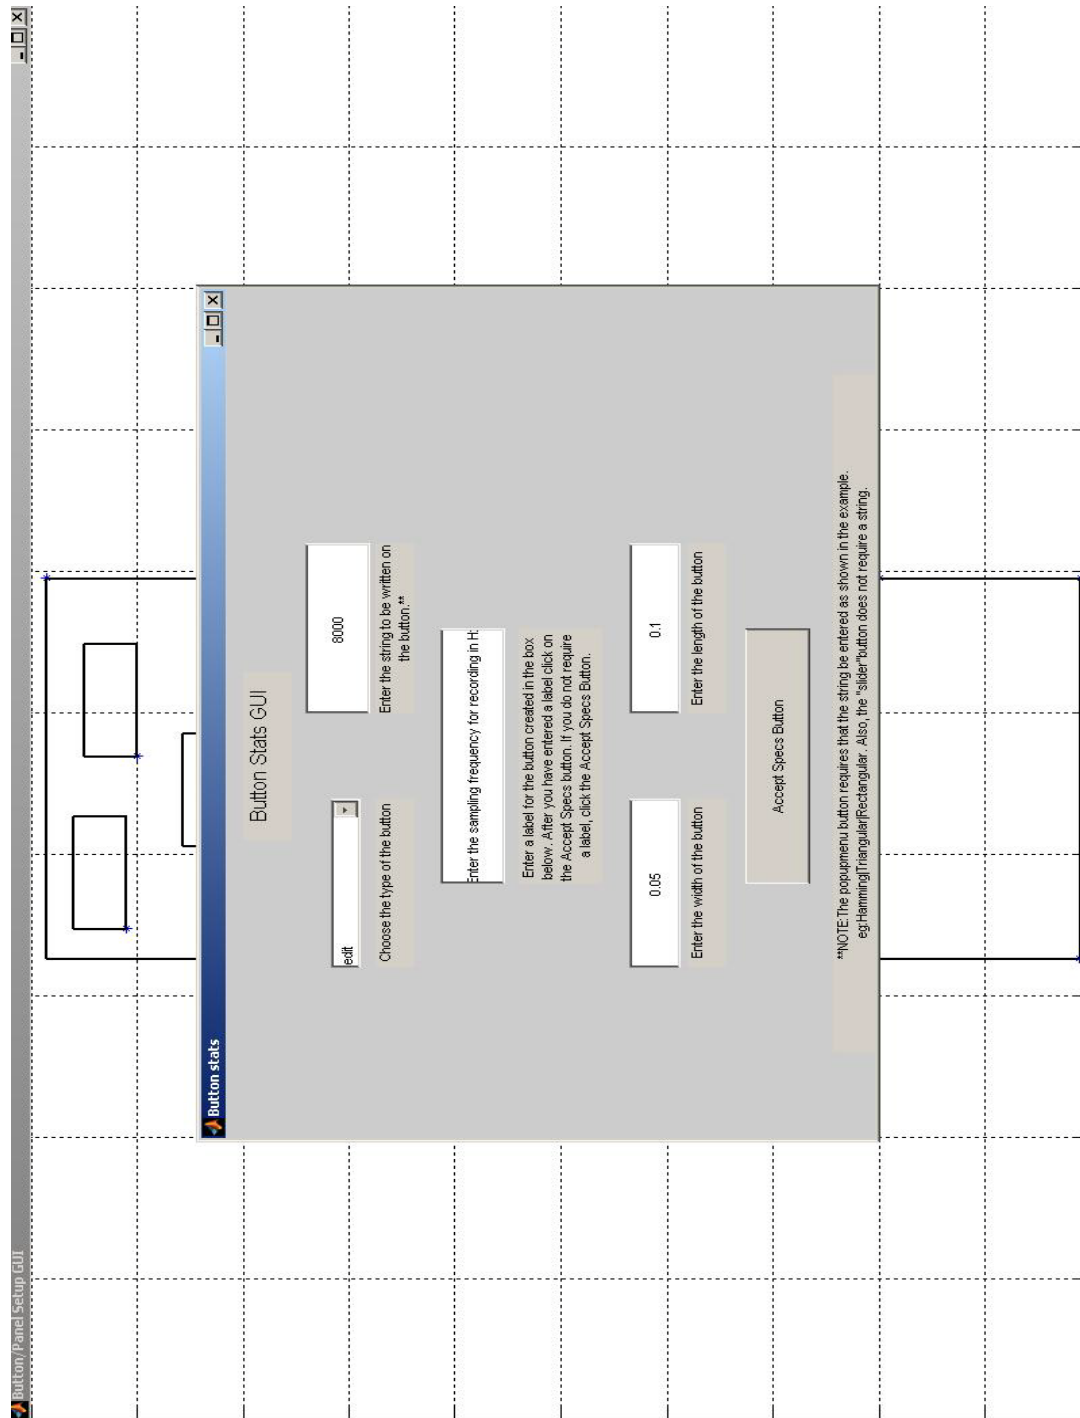 Button/Panel Setup GUI
Button stats
Button Stats GUI
edit
Choose the type of the button
8000
Enter the string to be written on
the button.**
Enter the sampling frequency for recording in H
Enter a label for the button created in the box
below. After you have entered a label click on
the Accept Specs button. If you do not require
a label, click the Accept Specs Button.
0.05
Enter the width of the button
0.1
Enter the length of the button
Accept Specs Button
**NOTE:The popupmenu button requires that the string be entered as shown in the example.
eg:Hamming|Triangular|Rectangular. Also, the "slider"button does not require a string.